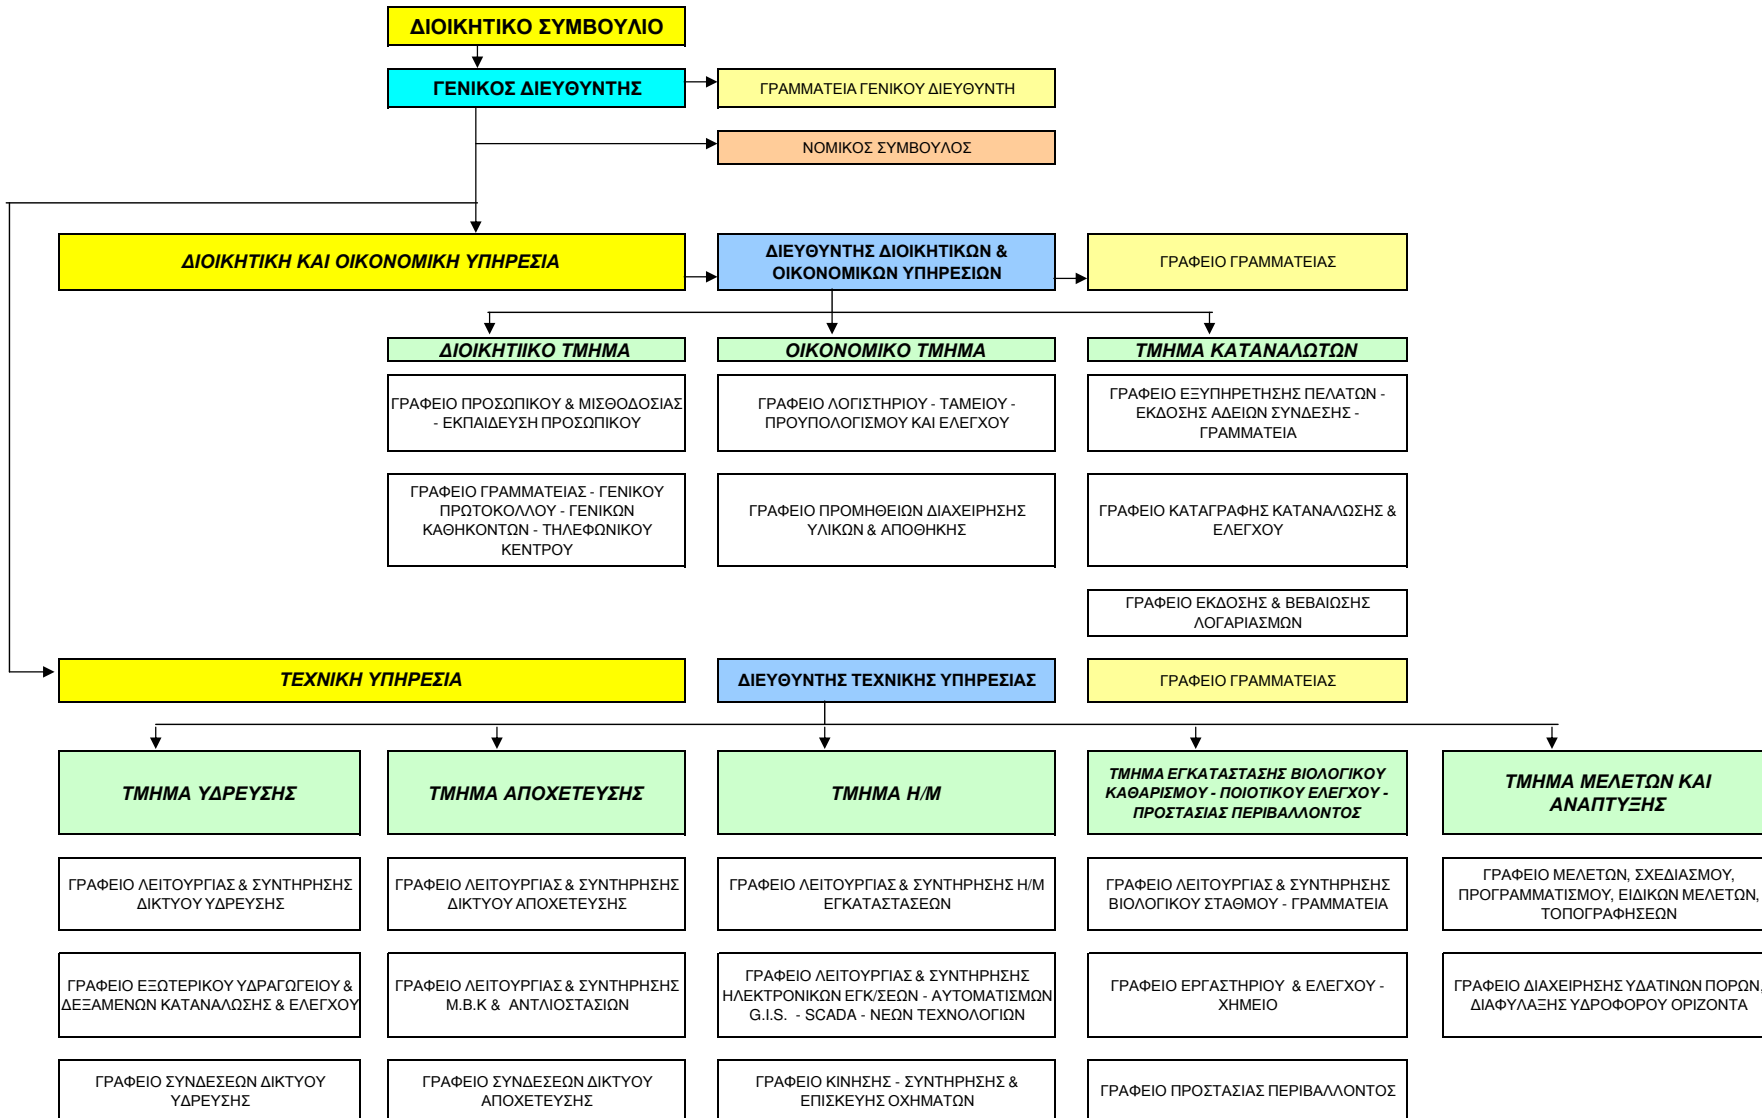 ΔΙΟΙΚΗΤΙΚΟ ΣΥΜΒΟΥΛΙΟ
ΓΕΝΙΚΟΣ ΔΙΕΥΘΥΝΤΗΣ
ΓΡΑΜΜΑΤΕΙΑ ΓΕΝΙΚΟΥ ΔΙΕΥΘΥΝΤΗ
ΝΟΜΙΚΟΣ ΣΥΜΒΟΥΛΟΣ
ΔΙΟΙΚΗΤΙΚΗ ΚΑΙ ΟΙΚΟΝΟΜΙΚΗ ΥΠΗΡΕΣΙΑ
ΔΙΕΥΘΥΝΤΗΣ ΔΙΟΙΚΗΤΙΚΩΝ &
ΟΙΚΟΝΟΜΙΚΩΝ ΥΠΗΡΕΣΙΩΝ
ΓΡΑΦΕΙΟ ΓΡΑΜΜΑΤΕΙΑΣ
ΔΙΟΙΚΗΤΙΙΚΟ ΤΜΗΜΑ
ΟΙΚΟΝΟΜΙΚΟ ΤΜΗΜΑ
ΤΜΗΜΑ ΚΑΤΑΝΑΛΩΤΩΝ
ΓΡΑΦΕΙΟ ΠΡΟΣΩΠΙΚΟΥ & ΜΙΣΘΟΔΟΣΙΑΣ
- ΕΚΠΑΙΔΕΥΣΗ ΠΡΟΣΩΠΙΚΟΥ
ΓΡΑΦΕΙΟ ΛΟΓΙΣΤΗΡΙΟΥ - ΤΑΜΕΙΟΥ -
ΠΡΟΥΠΟΛΟΓΙΣΜΟΥ ΚΑΙ ΕΛΕΓΧΟΥ
ΓΡΑΦΕΙΟ ΕΞΥΠΗΡΕΤΗΣΗΣ ΠΕΛΑΤΩΝ -
ΕΚΔΟΣΗΣ ΑΔΕΙΩΝ ΣΥΝΔΕΣΗΣ -
ΓΡΑΜΜΑΤΕΙΑ
ΓΡΑΦΕΙΟ ΓΡΑΜΜΑΤΕΙΑΣ - ΓΕΝΙΚΟΥ
ΠΡΩΤΟΚΟΛΛΟΥ - ΓΕΝΙΚΩΝ
ΚΑΘΗΚΟΝΤΩΝ - ΤΗΛΕΦΩΝΙΚΟΥ
ΚΕΝΤΡΟΥ
ΓΡΑΦΕΙΟ ΠΡΟΜΗΘΕΙΩΝ ΔΙΑΧΕΙΡΗΣΗΣ
ΥΛΙΚΩΝ & ΑΠΟΘΗΚΗΣ
ΓΡΑΦΕΙΟ ΚΑΤΑΓΡΑΦΗΣ ΚΑΤΑΝΑΛΩΣΗΣ &
ΕΛΕΓΧΟΥ
ΓΡΑΦΕΙΟ ΕΚΔΟΣΗΣ & ΒΕΒΑΙΩΣΗΣ
ΛΟΓΑΡΙΑΣΜΩΝ
ΤΕΧΝΙΚΗ ΥΠΗΡΕΣΙΑ
ΔΙΕΥΘΥΝΤΗΣ ΤΕΧΝΙΚΗΣ ΥΠΗΡΕΣΙΑΣ
ΓΡΑΦΕΙΟ ΓΡΑΜΜΑΤΕΙΑΣ
ΤΜΗΜΑ ΥΔΡΕΥΣΗΣ
ΤΜΗΜΑ ΑΠΟΧΕΤΕΥΣΗΣ
ΤΜΗΜΑ Η/Μ
ΤΜΗΜΑ ΕΓΚΑΤΑΣΤΑΣΗΣ ΒΙΟΛΟΓΙΚΟΥ
ΚΑΘΑΡΙΣΜΟΥ - ΠΟΙΟΤΙΚΟΥ ΕΛΕΓΧΟΥ -
ΠΡΟΣΤΑΣΙΑΣ ΠΕΡΙΒΑΛΛΟΝΤΟΣ
ΤΜΗΜΑ ΜΕΛΕΤΩΝ ΚΑΙ
ΑΝΑΠΤΥΞΗΣ
ΓΡΑΦΕΙΟ ΛΕΙΤΟΥΡΓΙΑΣ & ΣΥΝΤΗΡΗΣΗΣ
ΔΙΚΤΥΟΥ ΥΔΡΕΥΣΗΣ
ΓΡΑΦΕΙΟ ΛΕΙΤΟΥΡΓΙΑΣ & ΣΥΝΤΗΡΗΣΗΣ
ΔΙΚΤΥΟΥ ΑΠΟΧΕΤΕΥΣΗΣ
ΓΡΑΦΕΙΟ ΛΕΙΤΟΥΡΓΙΑΣ & ΣΥΝΤΗΡΗΣΗΣ Η/Μ
ΕΓΚΑΤΑΣΤΑΣΕΩΝ
ΓΡΑΦΕΙΟ ΛΕΙΤΟΥΡΓΙΑΣ & ΣΥΝΤΗΡΗΣΗΣ
ΒΙΟΛΟΓΙΚΟΥ ΣΤΑΘΜΟΥ - ΓΡΑΜΜΑΤΕΙΑ
ΓΡΑΦΕΙΟ ΜΕΛΕΤΩΝ, ΣΧΕΔΙΑΣΜΟΥ,
ΠΡΟΓΡΑΜΜΑΤΙΣΜΟΥ, ΕΙΔΙΚΩΝ ΜΕΛΕΤΩΝ,
ΤΟΠΟΓΡΑΦΗΣΕΩΝ
ΓΡΑΦΕΙΟ ΕΞΩΤΕΡΙΚΟΥ ΥΔΡΑΓΩΓΕΙΟΥ &
ΔΕΞΑΜΕΝΩΝ ΚΑΤΑΝΑΛΩΣΗΣ & ΕΛΕΓΧΟΥ
ΓΡΑΦΕΙΟ ΛΕΙΤΟΥΡΓΙΑΣ & ΣΥΝΤΗΡΗΣΗΣ
Μ.Β.Κ & ΑΝΤΛΙΟΣΤΑΣΙΩΝ
ΓΡΑΦΕΙΟ ΛΕΙΤΟΥΡΓΙΑΣ & ΣΥΝΤΗΡΗΣΗΣ
ΗΛΕΚΤΡΟΝΙΚΩΝ ΕΓΚ/ΣΕΩΝ - ΑΥΤΟΜΑΤΙΣΜΩΝ
G.I.S. - SCADA - ΝΕΩΝ ΤΕΧΝΟΛΟΓΙΩΝ
ΓΡΑΦΕΙΟ ΕΡΓΑΣΤΗΡΙΟΥ & ΕΛΕΓΧΟΥ -
ΧΗΜΕΙΟ
ΓΡΑΦΕΙΟ ΔΙΑΧΕΙΡΗΣΗΣ ΥΔΑΤΙΝΩΝ ΠΟΡΩΝ,
ΔΙΑΦΥΛΑΞΗΣ ΥΔΡΟΦΟΡΟΥ ΟΡΙΖΟΝΤΑ
ΓΡΑΦΕΙΟ ΣΥΝΔΕΣΕΩΝ ΔΙΚΤΥΟΥ
ΥΔΡΕΥΣΗΣ
ΓΡΑΦΕΙΟ ΣΥΝΔΕΣΕΩΝ ΔΙΚΤΥΟΥ
ΑΠΟΧΕΤΕΥΣΗΣ
ΓΡΑΦΕΙΟ ΚΙΝΗΣΗΣ - ΣΥΝΤΗΡΗΣΗΣ &
ΕΠΙΣΚΕΥΗΣ ΟΧΗΜΑΤΩΝ
ΓΡΑΦΕΙΟ ΠΡΟΣΤΑΣΙΑΣ ΠΕΡΙΒΑΛΛΟΝΤΟΣ